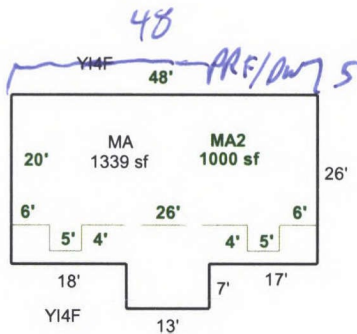 48
YI4F PRF/DW 5
48'
20' MA MA2 26'
1339 sf 1000 sf
6' 26' 6'
5' 4' 4' 5'
18' 7' 17'
YI4F 13'